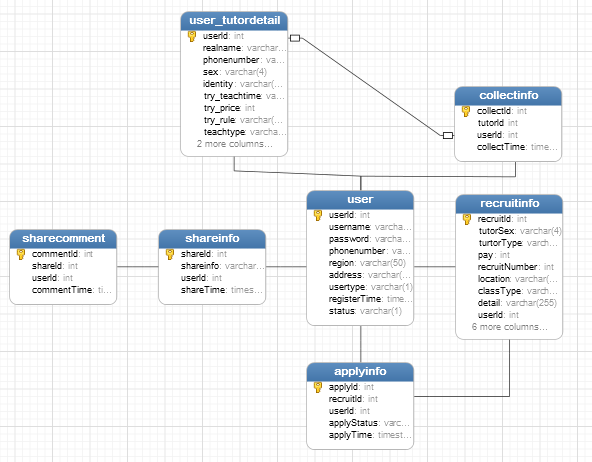 user_tutordetail
userId: int
realname: varchar...
phonenumber: va...
sex: varchar(4)
identity: varchar(...
try_teachtime: va...
try_price: int
try_rule: varchar(...
teachtype: varcha...
2 more columns...
collectinfo
collectId: int
tutorId: int
userId: int
collectTime: time...
user
userId: int
username: varcha...
password: varcha...
phonenumber: var...
region: varchar(50)
address: varchar(...
usertype: varchar(1)
registerTime: time...
status: varchar(1)
recruitinfo
recruitId: int
tutorSex: varchar(4)
turtorType: varch...
pay: int
recruitNumber: int
location: varchar(...
classType: varch...
detail: varchar(255)
userId: int
6 more columns...
sharecomment
commentId: int
shareId: int
userId: int
commentTime: ti...
shareinfo
shareId: int
shareinfo: varchar...
userId: int
shareTime: times...
applyinfo
applyId: int
recruitId: int
userId: int
applyStatus: varc...
applyTime: timest...